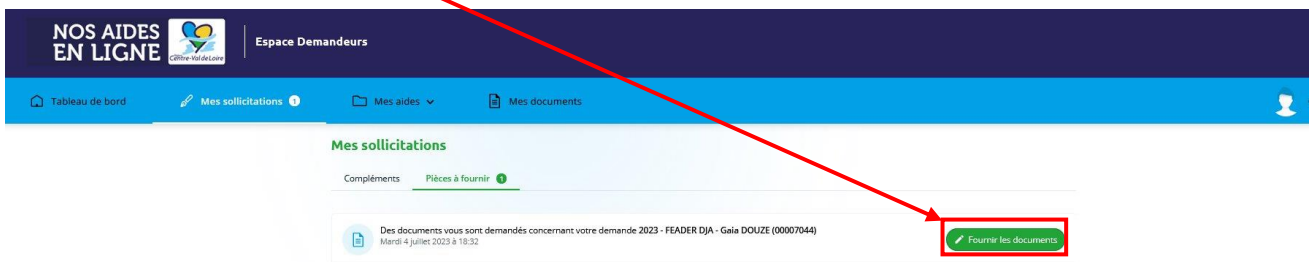 NOS AIDES
EN LIGNE
Centre-Val de Loire
Espace Demandeurs
Tableau de bord
Mes sollicitations 1
Mes aides
Mes documents
Mes sollicitations
Compléments
Pièces à fournir 1
Des documents vous sont demandés concernant votre demande 2023 - FEADER DJA - Gaia DOUZE (00007044)
Mardi 4 juillet 2023 à 18:32
Fournir les documents